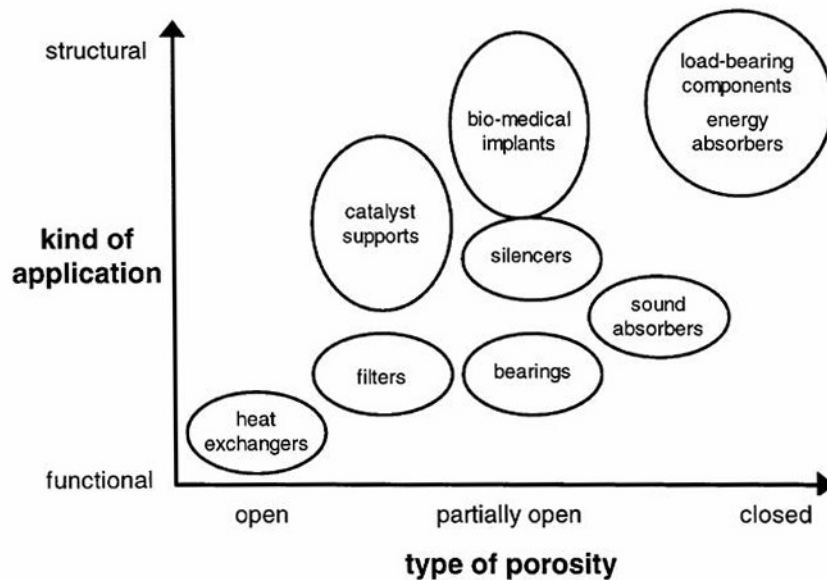 structural
load-bearing
components
energy
absorbers
bio-medical
implants
catalyst
supports
kind of
application
silencers
sound
absorbers
filters
bearings
heat
exchangers
functional
open
partially open
closed
type of porosity